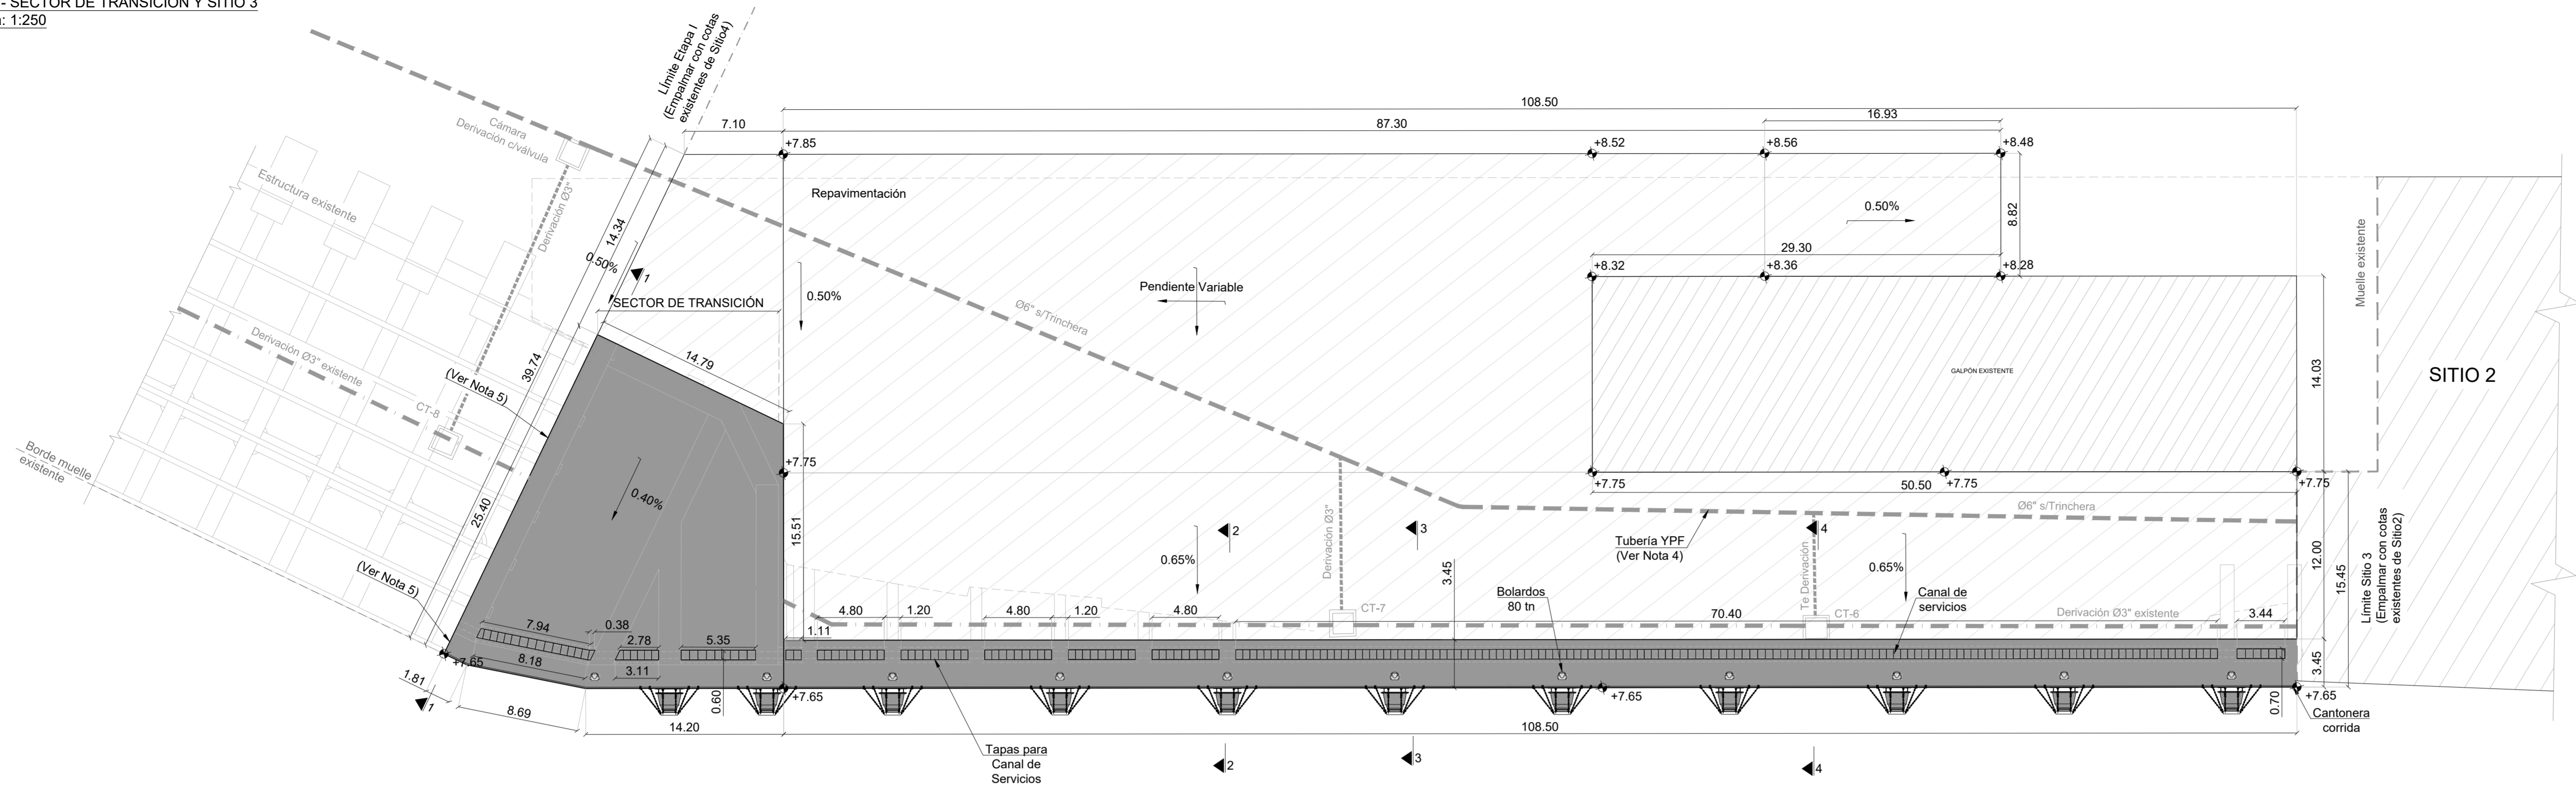 - SECTOR DE TRANSICIÓN Y SITIO 3
: 1:250
Límite Etapa I
(Empalmar con cotas
existentes de Sitio4)
108.50
16.93
7.10
87.30
+7.85
+8.52
+8.56
+8.48
Cámara
Derivación c/válvula
Estructura existente
Derivación Ø3"
Repavimentación
0.50%
8.82
14.34
0.50%
1
29.30
+8.32
+8.36
+8.28
Muelle existente
SECTOR DE TRANSICIÓN
0.50%
Pendiente Variable
Ø6" s/Trinchera
Derivación Ø3" existente
39.74
14.79
(Ver Nota 5)
GALPÓN EXISTENTE
14.03
SITIO 2
CT-8
Borde muelle
existente
+7.75
+7.75
+7.75
+7.75
50.50
0.40%
25.40
15.51
Ø6" s/Trinchera
2
3
4
Tubería YPF
(Ver Nota 4)
Derivación Ø3"
Te Derivación
0.65%
0.65%
12.00
15.45
Límite Sitio 3
(Empalmar con cotas
existentes de Sitio2)
(Ver Nota 5)
3.45
Bolardos
80 tn
Canal de
servicios
4.80
1.20
4.80
1.20
4.80
CT-7
70.40
CT-6
Derivación Ø3" existente
3.44
7.94
0.38
1.11
2.78
5.35
+7.65
8.18
3.11
0.60
3.45
0.70
1.81
1
8.69
+7.65
+7.65
+7.65
14.20
108.50
Cantonera
corrida
Tapas para
Canal de
Servicios
2
3
4